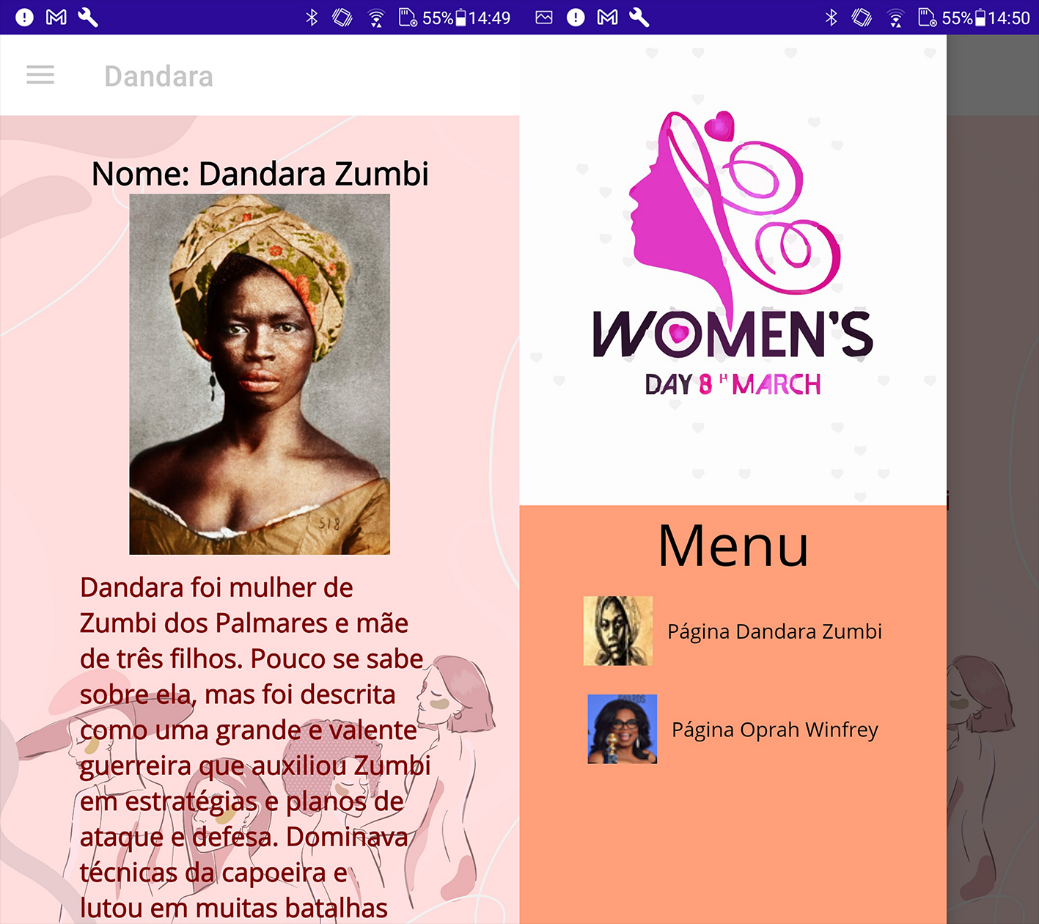 55% 14:49
Dandara
Nome: Dandara Zumbi
518
Dandara foi mulher de
Zumbi dos Palmares e mãe
de três filhos. Pouco se sabe
sobre ela, mas foi descrita
como uma grande e valente
guerreira que auxiliou Zumbi
em estratégias e planos de
ataque e defesa. Dominava
técnicas da capoeira e
lutou em muitas batalhas
55% 14:50
WOMEN'S
DAY 8 H MARCH
Menu
Página Dandara Zumbi
Página Oprah Winfrey
i